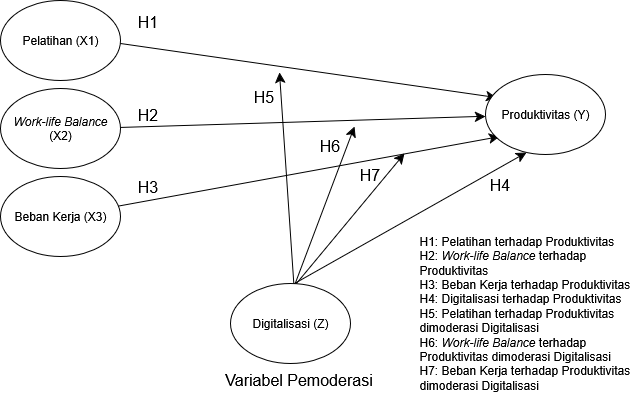 H1
Pelatihan (X1)
Work-life Balance
(X2)
H2
H5
H6
Produktivitas (Y)
Beban Kerja (X3)
H3
H7
H4
Digitalisasi (Z)
Variabel Pemoderasi
H1: Pelatihan terhadap Produktivitas
H2: Work-life Balance terhadap
Produktivitas
H3: Beban Kerja terhadap Produktivitas
H4: Digitalisasi terhadap Produktivitas
H5: Pelatihan terhadap Produktivitas
dimoderasi Digitalisasi
H6: Work-life Balance terhadap
Produktivitas dimoderasi Digitalisasi
H7: Beban Kerja terhadap Produktivitas
dimoderasi Digitalisasi